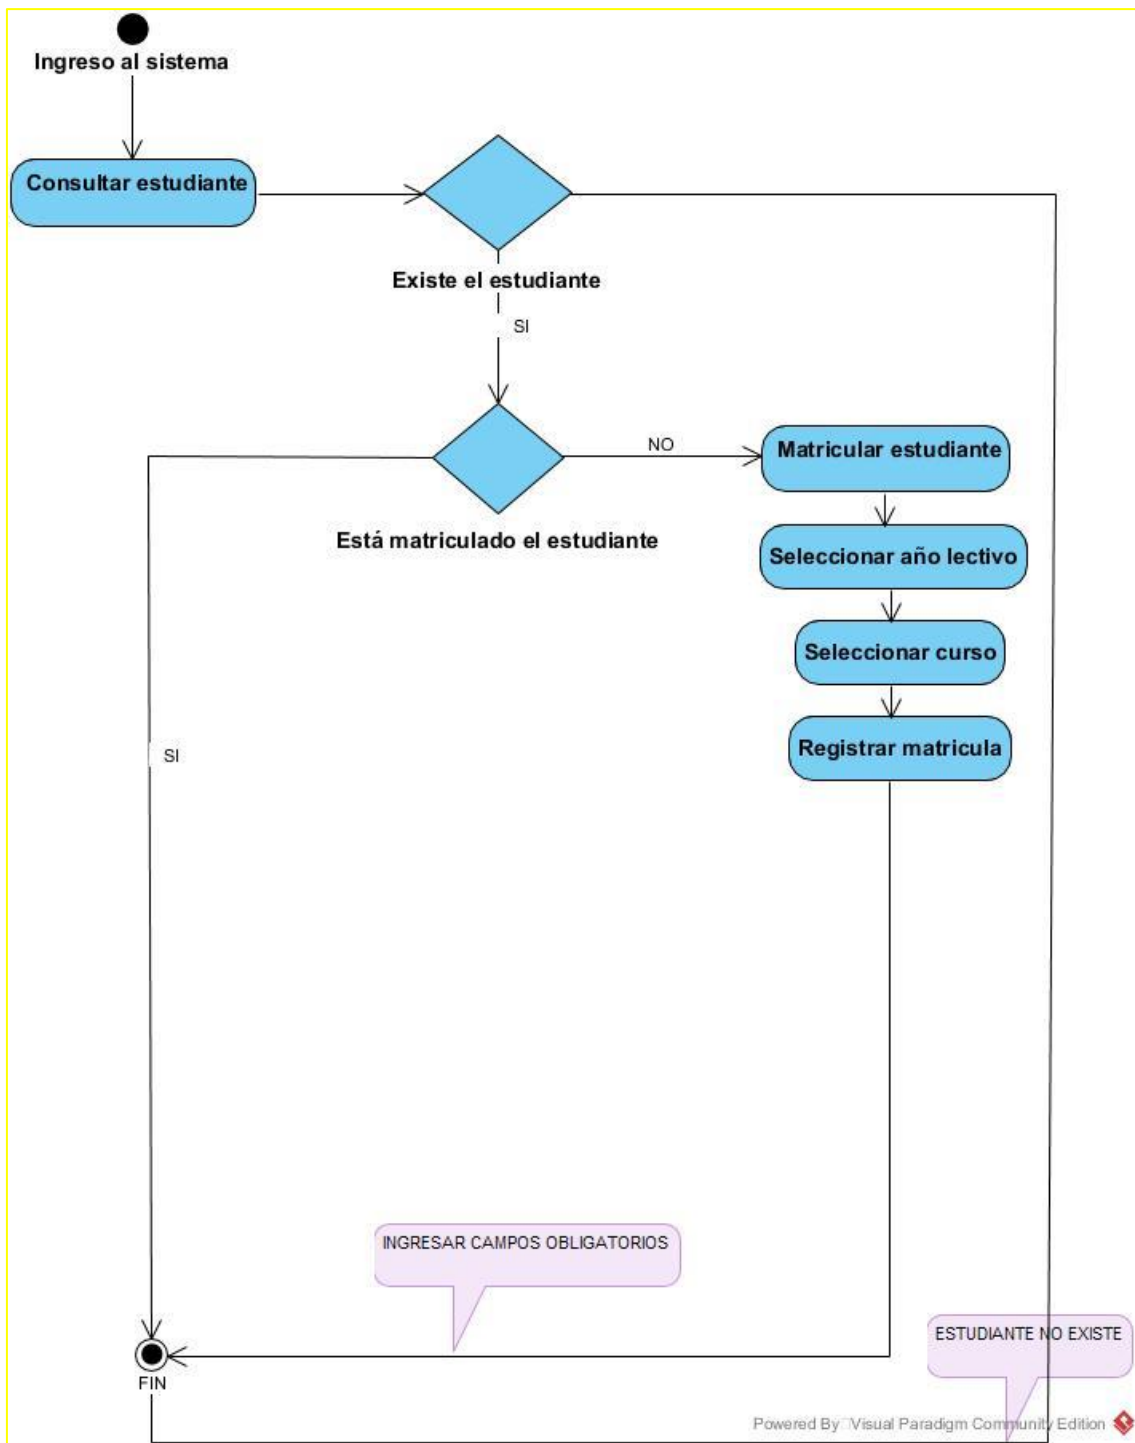 Ingreso al sistema
Consultar estudiante
Existe el estudiante
SI
NO
Matricular estudiante
Está matriculado el estudiante
Seleccionar año lectivo
Seleccionar curso
Registrar matricula
SI
INGRESAR CAMPOS OBLIGATORIOS
ESTUDIANTE NO EXISTE
FIN
Powered By Visual Paradigm Community Edition